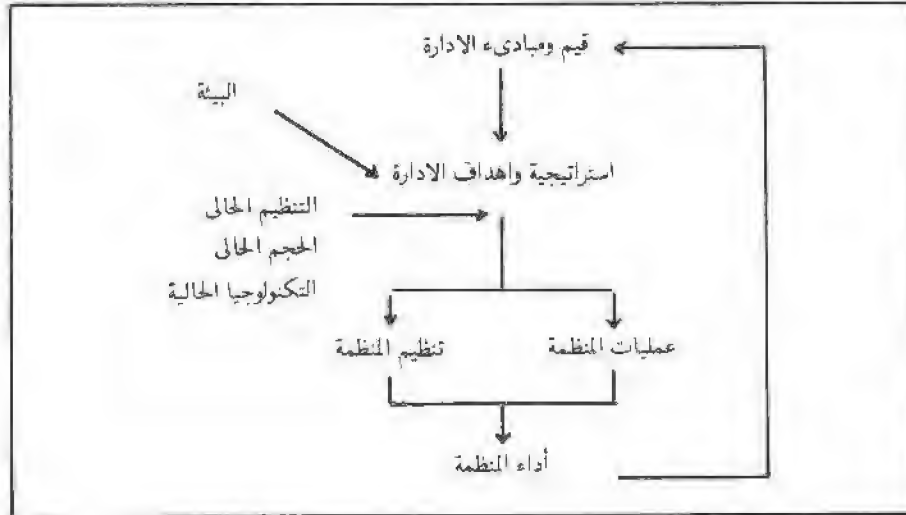 قيم ومبادىء الادارة
البيئة
استراتيجية واهداف الادارة
التنظيم الحالى
الحجم الحالى
التكنولوجيا الحالية
عمليات المنظمة
تنظيم المنظمة
أداء المنظمة